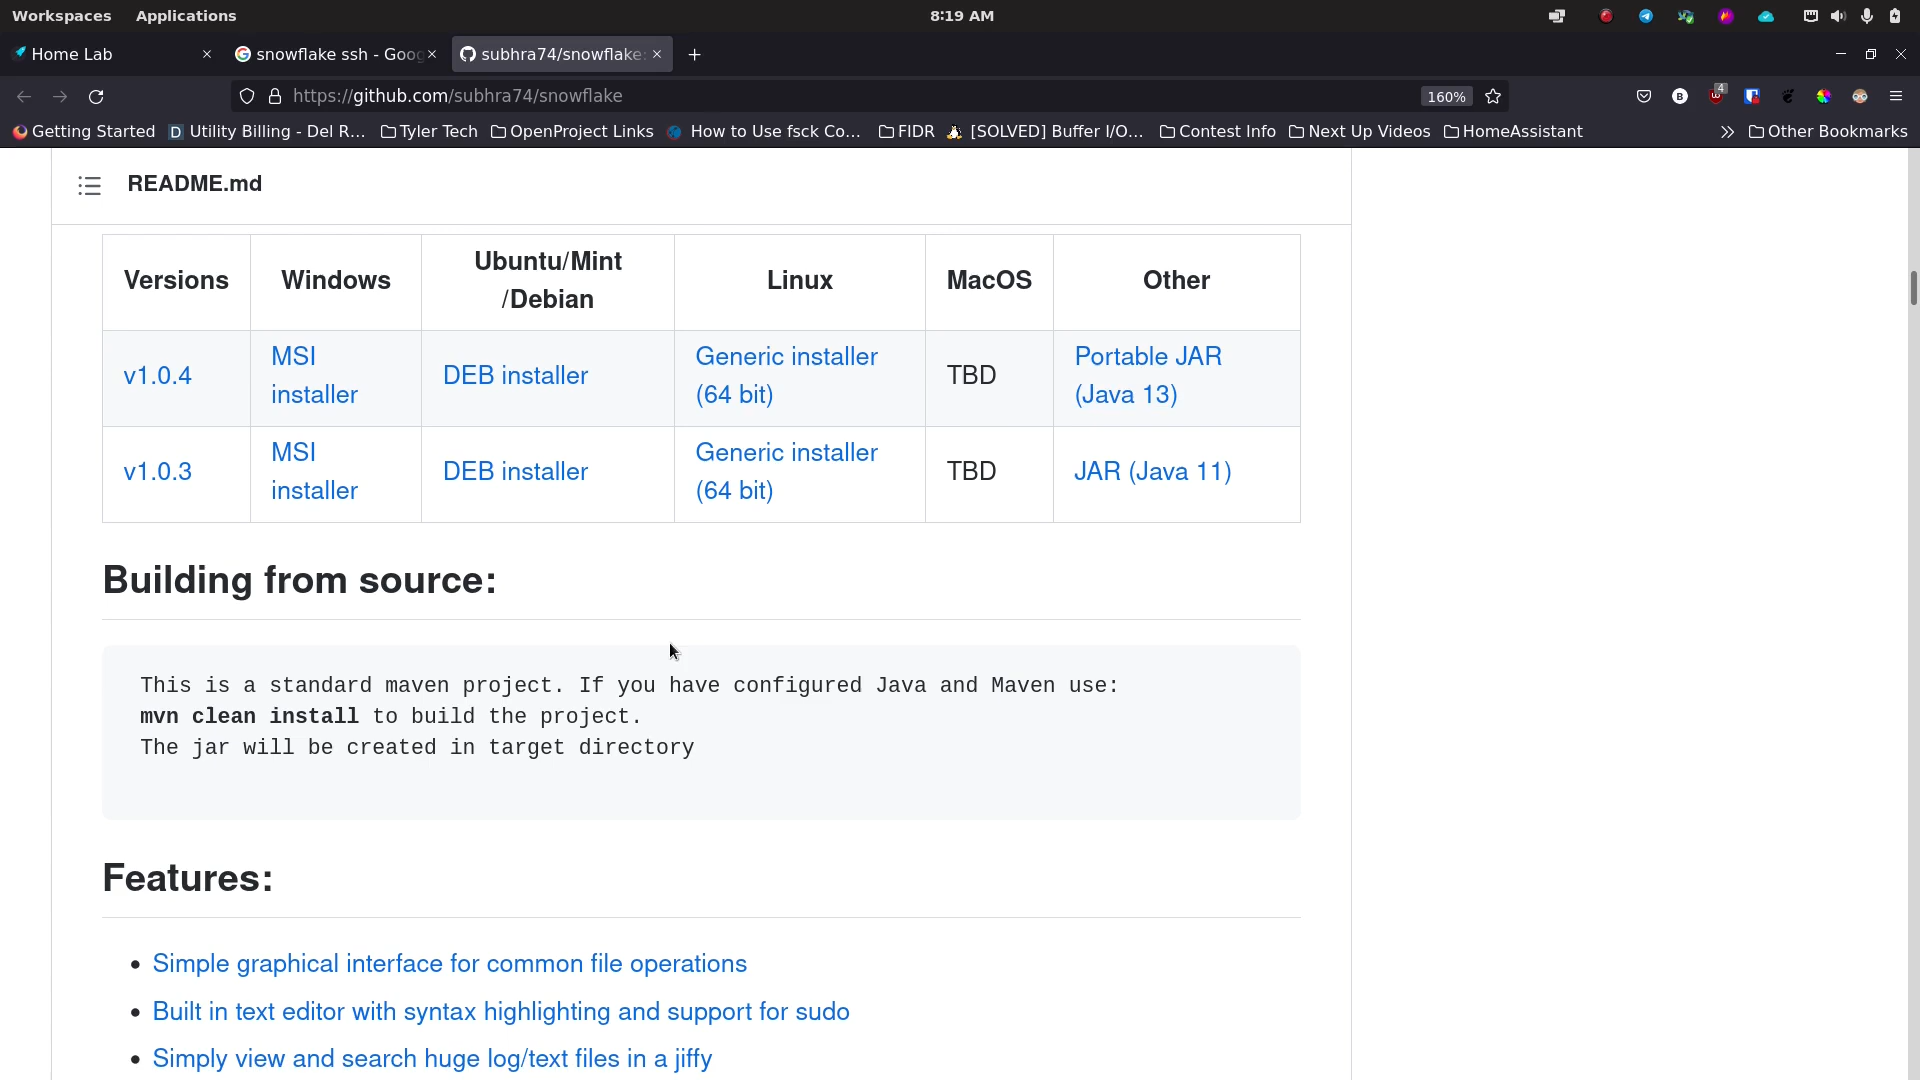 Workspaces Applications 8:19 AM
Home Lab snowflake ssh - Goog subhra74/snowflake:
https://github.com/subhra74/snowflake 160% 4
Getting Started Utility Billing - Del R... Tyler Tech OpenProject Links How to Use fsck Co... FIDR [SOLVED] Buffer I/O... Contest Info Next Up Videos HomeAssistant Other Bookmarks
README.md
Versions Windows Ubuntu/Mint /Debian Linux MacOS Other
v1.0.4 MSI installer DEB installer Generic installer (64 bit) TBD Portable JAR (Java 13)
v1.0.3 MSI installer DEB installer Generic installer (64 bit) TBD JAR (Java 11)
Building from source:
This is a standard maven project. If you have configured Java and Maven use:
mvn clean install to build the project.
The jar will be created in target directory
Features:
Simple graphical interface for common file operations
Built in text editor with syntax highlighting and support for sudo
Simply view and search huge log/text files in a jiffy